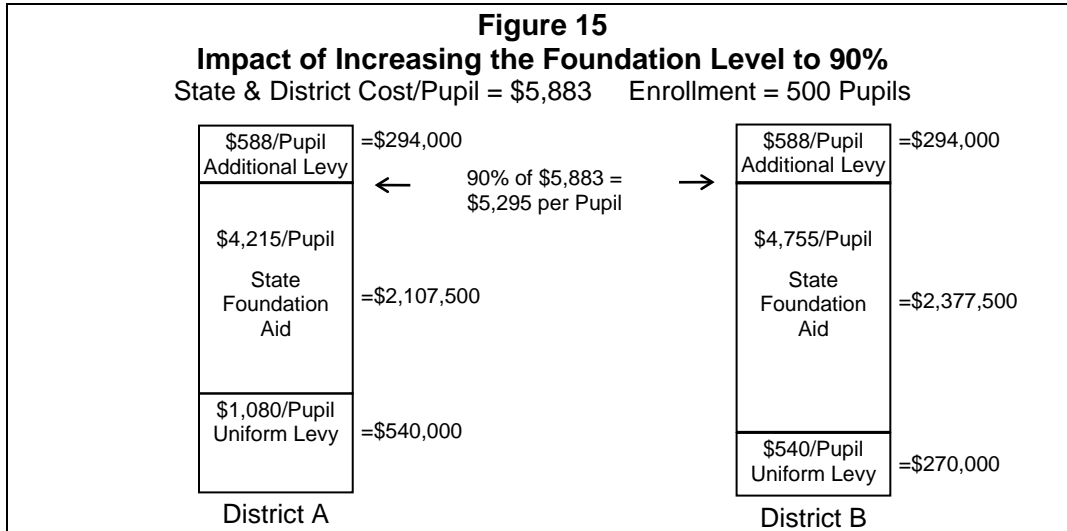 Figure 15
Impact of Increasing the Foundation Level to 90%
State & District Cost/Pupil = $5,883 Enrollment = 500 Pupils
$588/Pupil
Additional Levy
=$294,000
90% of $5,883 =
$5,295 per Pupil
$588/Pupil
Additional Levy
=$294,000
$4,215/Pupil
State
Foundation
Aid
=$2,107,500
$4,755/Pupil
State
Foundation
Aid
=$2,377,500
$1,080/Pupil
Uniform Levy
=$540,000
$540/Pupil
Uniform Levy
=$270,000
District A
District B